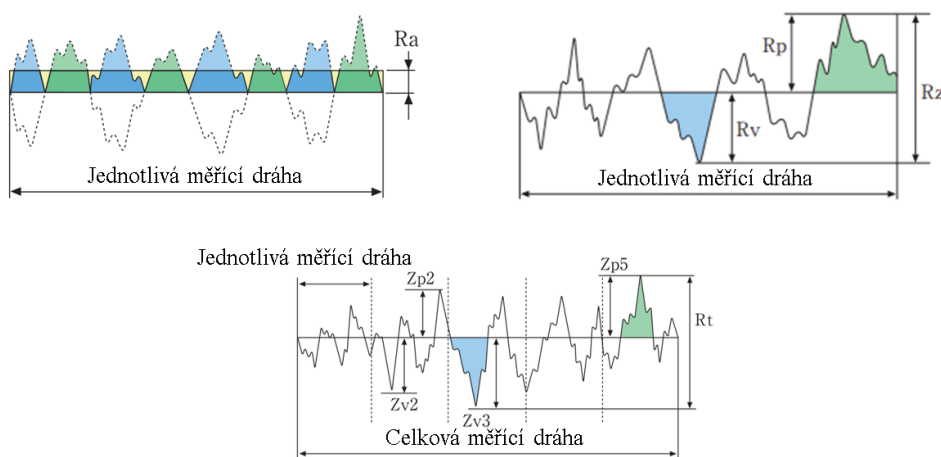 Ra
Jednotlivá měřící dráha
Rp
Rv
Rz
Jednotlivá měřící dráha
Jednotlivá měřící dráha
Zp2
Zp5
Rt
Zv2
Zv3
Celková měřící dráha